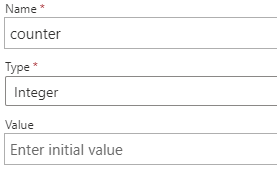 Name *
counter
Type *
Integer
Value
Enter initial value